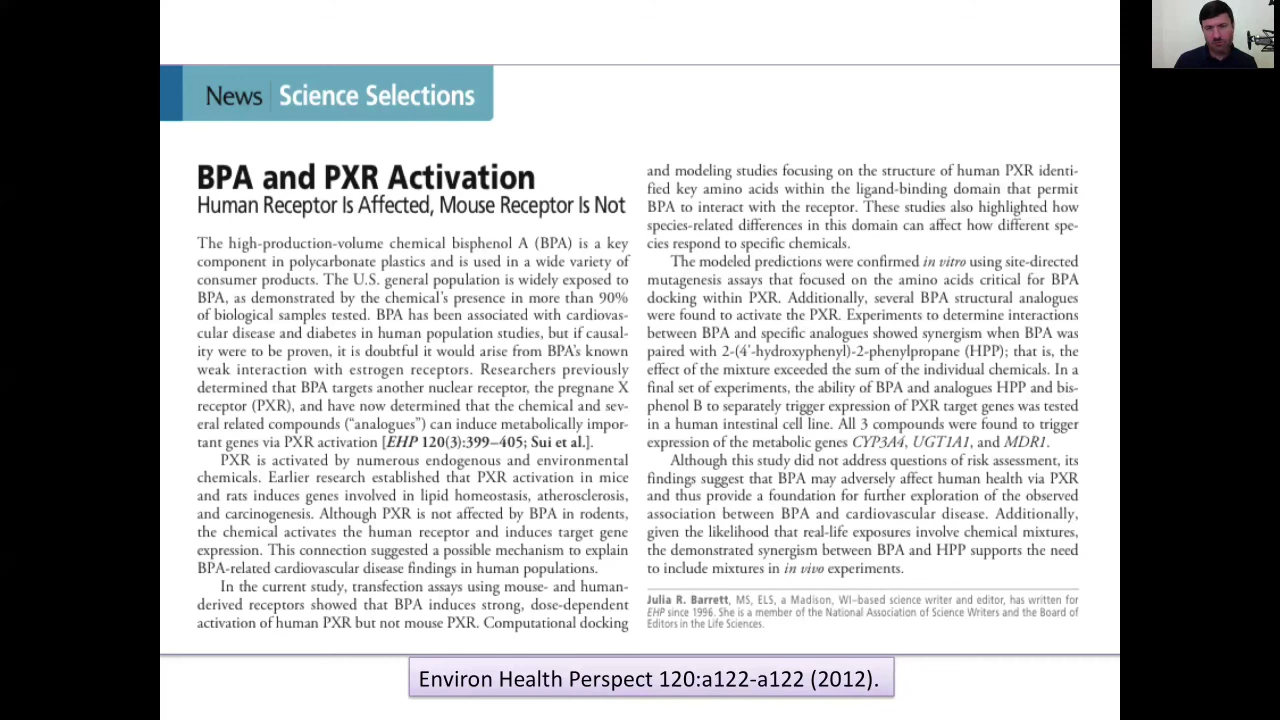 News | Science Selections
BPA and PXR Activation
Human Receptor Is Affected, Mouse Receptor Is Not
The high-production-volume chemical bisphenol A (BPA) is a key
component in polycarbonate plastics and is used in a wide variety of
consumer products. The U.S. general population is widely exposed to
BPA, as demonstrated by the chemical's presence in more than 90%
of biological samples tested. BPA has been associated with cardiovas-
cular disease and diabetes in human population studies, but if causal-
ity were to be proven, it is doubtful it would arise from BPA's known
weak interaction with estrogen receptors. Researchers previously
determined that BPA targets another nuclear receptor, the pregnane X
receptor (PXR), and have now determined that the chemical and sev-
eral related compounds (“analogues”) can induce metabolically impor-
tant genes via PXR activation [EHP 120(3):399–405; Sui et al.].
PXR is activated by numerous endogenous and environmental
chemicals. Earlier research established that PXR activation in mice
and rats induces genes involved in lipid homeostasis, atherosclerosis,
and carcinogenesis. Although PXR is not affected by BPA in rodents,
the chemical activates the human receptor and induces target gene
expression. This connection suggested a possible mechanism to explain
BPA-related cardiovascular disease findings in human populations.
In the current study, transfection assays using mouse- and human-
derived receptors showed that BPA induces strong, dose-dependent
activation of human PXR but not mouse PXR. Computational docking
and modeling studies focusing on the structure of human PXR identi-
fied key amino acids within the ligand-binding domain that permit
BPA to interact with the receptor. These studies also highlighted how
species-related differences in this domain can affect how different spe-
cies respond to specific chemicals.
The modeled predictions were confirmed in vitro using site-directed
mutagenesis assays that focused on the amino acids critical for BPA
docking within PXR. Additionally, several BPA structural analogues
were found to activate the PXR. Experiments to determine interactions
between BPA and specific analogues showed synergism when BPA was
paired with 2-(4'-hydroxyphenyl)-2-phenylpropane (HPP); that is, the
effect of the mixture exceeded the sum of the individual chemicals. In a
final set of experiments, the ability of BPA and analogues HPP and bis-
phenol B to separately trigger expression of PXR target genes was tested
in a human intestinal cell line. All 3 compounds were found to trigger
expression of the metabolic genes CYP3A4, UGT1A1, and MDR1.
Although this study did not address questions of risk assessment, its
findings suggest that BPA may adversely affect human health via PXR
and thus provide a foundation for further exploration of the observed
association between BPA and cardiovascular disease. Additionally,
given the likelihood that real-life exposures involve chemical mixtures,
the demonstrated synergism between BPA and HPP supports the need
to include mixtures in in vivo experiments.
Julia R. Barrett, MS, ELS, a Madison, WI–based science writer and editor, has written for
EHP since 1996. She is a member of the National Association of Science Writers and the Board of
Editors in the Life Sciences.
Environ Health Perspect 120:a122-a122 (2012).